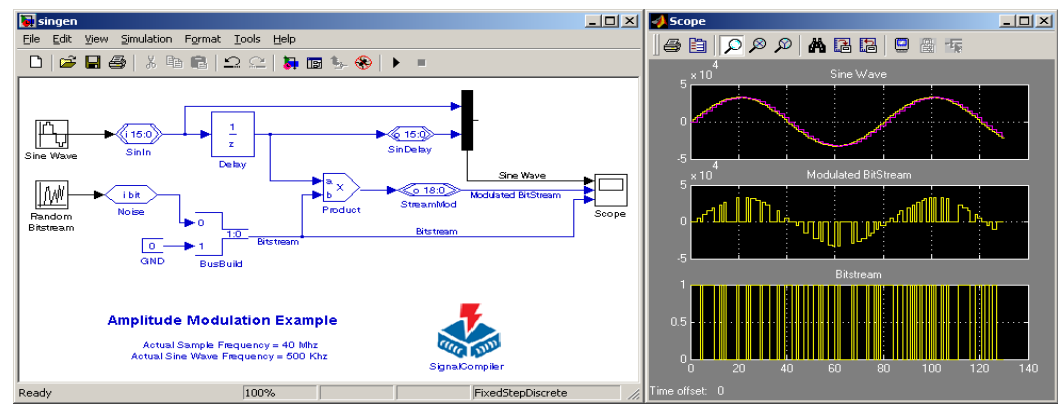 singen
File Edit View Simulation Format Tools Help
Sine Wave
i 15:0
SinIn
1
z
Delay
o 15:0
SinDelay
Sine Wave
Random
Bitstream
i bit
Noise
a
b
x
Product
o 18:0
StreamMod
Modulated BitStream
Scope
0
GND
0
1
1:0
BusBuild
Bitstream
Bitstream
Amplitude Modulation Example
Actual Sample Frequency = 40 Mhz
Actual Sine Wave Frequency = 500 Khz
SignalCompiler
Ready
100%
FixedStepDiscrete
Scope
x 10^4
Sine Wave
5
0
-5
x 10^4
Modulated BitStream
5
0
-5
Bitstream
1
0.5
0
0 20 40 60 80 100 120 140
Time offset: 0